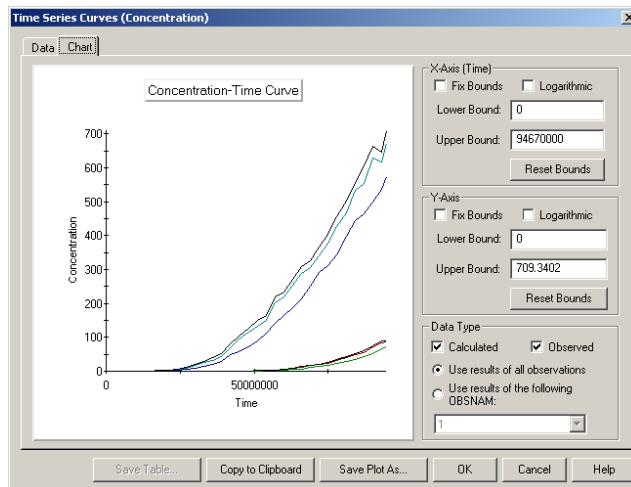 Time Series Curves (Concentration)
Data Chart
Concentration-Time Curve
700
600
500
400
300
200
100
0
Concentration
0 50000000
Time
X-Axis (Time)
Fix Bounds Logarithmic
Lower Bound: 0
Upper Bound: 94670000
Reset Bounds
Y-Axis
Fix Bounds Logarithmic
Lower Bound: 0
Upper Bound: 709.3402
Reset Bounds
Data Type
Calculated Observed
Use results of all observations
Use results of the following
OBSNAM:
1
Save Table... Copy to Clipboard Save Plot As... OK Cancel Help